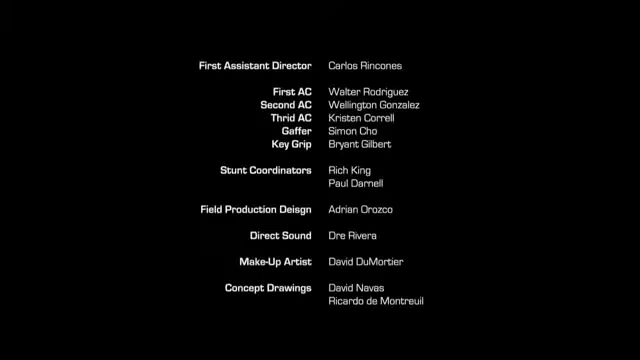 First Assistant Director Carlos Rincones
First AC Walter Rodriguez
Second AC Wellington Gonzalez
Thrid AC Kristen Correll
Gaffer Simon Cho
Key Grip Bryant Gilbert
Stunt Coordinators Rich King
Paul Darnell
Field Production Deisgn Adrian Orozco
Direct Sound Dre Rivera
Make-Up Artist David DuMortier
Concept Drawings David Navas
Ricardo de Montreuil